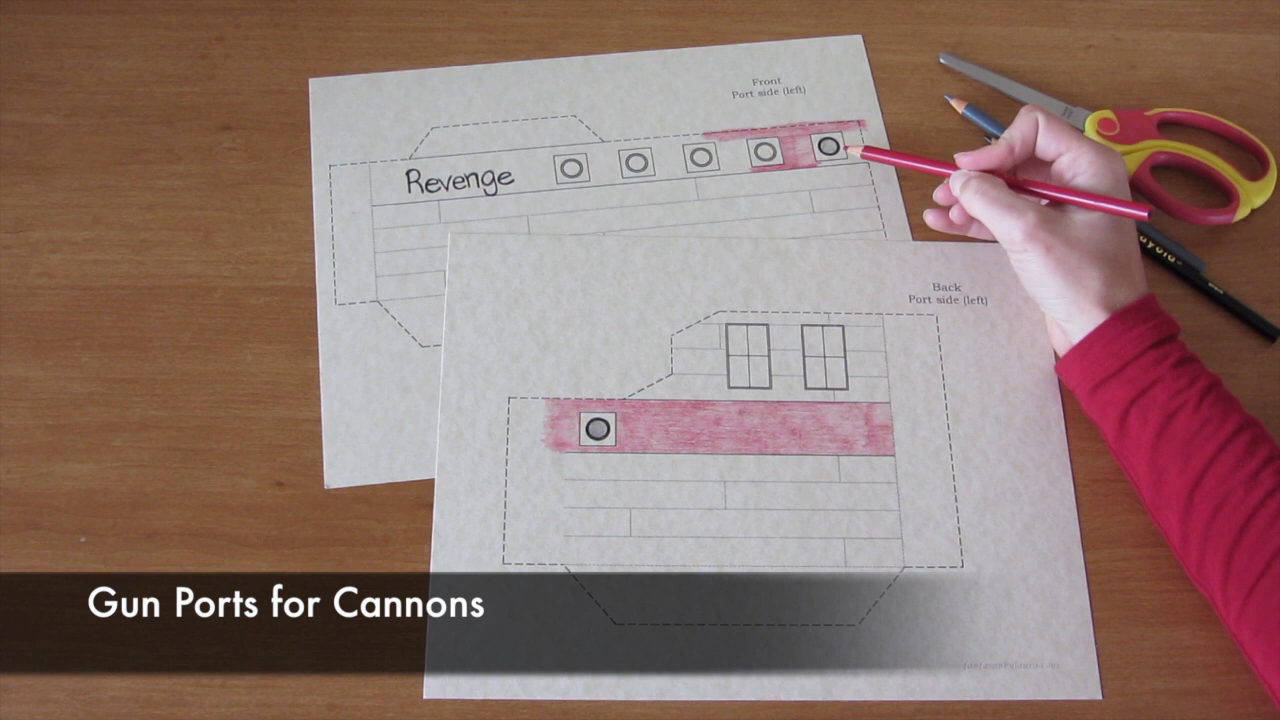 Front
Port side (left)
Revenge
Back
Port side (left)
Gun Ports for Cannons